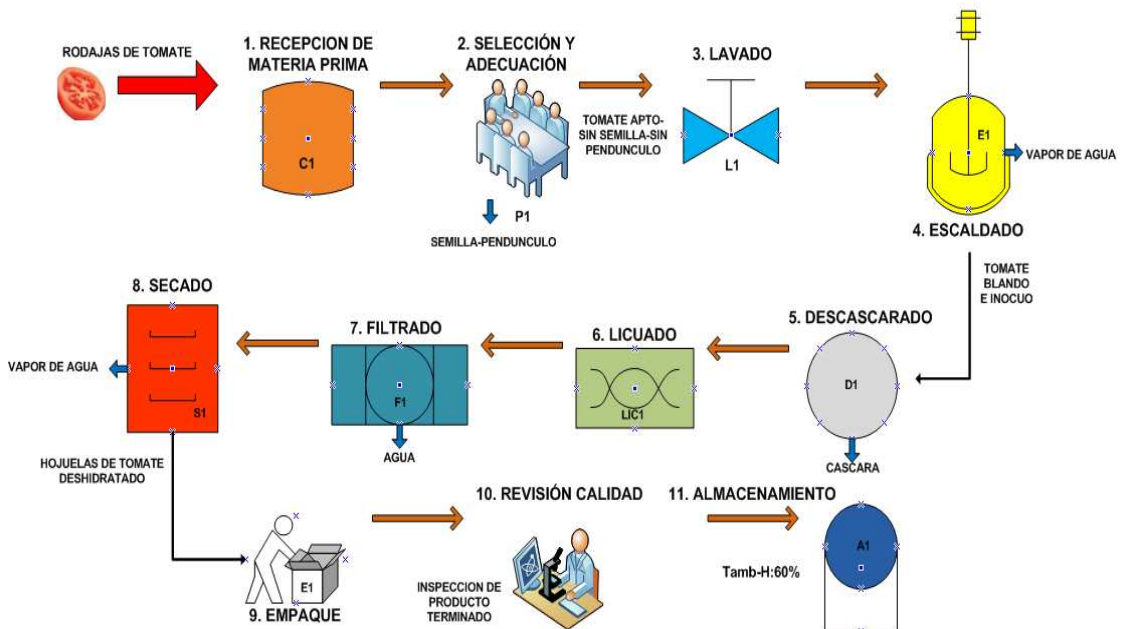 RODAJAS DE TOMATE
1. RECEPCION DE
MATERIA PRIMA
C1
2. SELECCIÓN Y
ADECUACIÓN
P1
SEMILLA-PENDUNCULO
TOMATE APTO-
SIN SEMILLA-SIN
PENDUNCULO
3. LAVADO
L1
E1
VAPOR DE AGUA
4. ESCALDADO
TOMATE
BLANDO
E INOCUO
5. DESCASCARADO
D1
CASCARA
6. LICUADO
LIC1
7. FILTRADO
F1
AGUA
8. SECADO
VAPOR DE AGUA
S1
HOJUELAS DE TOMATE
DESHIDRATADO
E1
9. EMPAQUE
10. REVISIÓN CALIDAD
INSPECCION DE
PRODUCTO
TERMINADO
11. ALMACENAMIENTO
A1
Tamb-H:60%